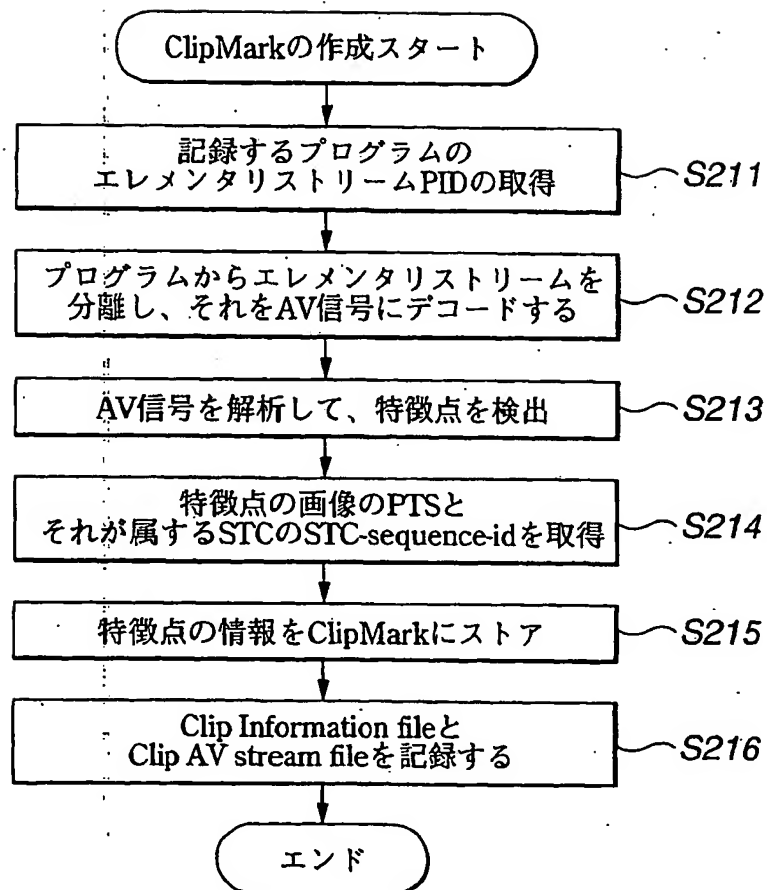 ClipMarkの作成スタート
記録するプログラムの
エレメンタリストリームPIDの取得
S211
プログラムからエレメンタリストリームを
分離し、それをAV信号にデコードする
S212
AV信号を解析して、特徴点を検出
S213
特徴点の画像のPTSと
それが属するSTCのSTC-sequence-idを取得
S214
特徴点の情報をClipMarkにストア
S215
Clip Information fileと
Clip AV stream fileを記録する
S216
エンド